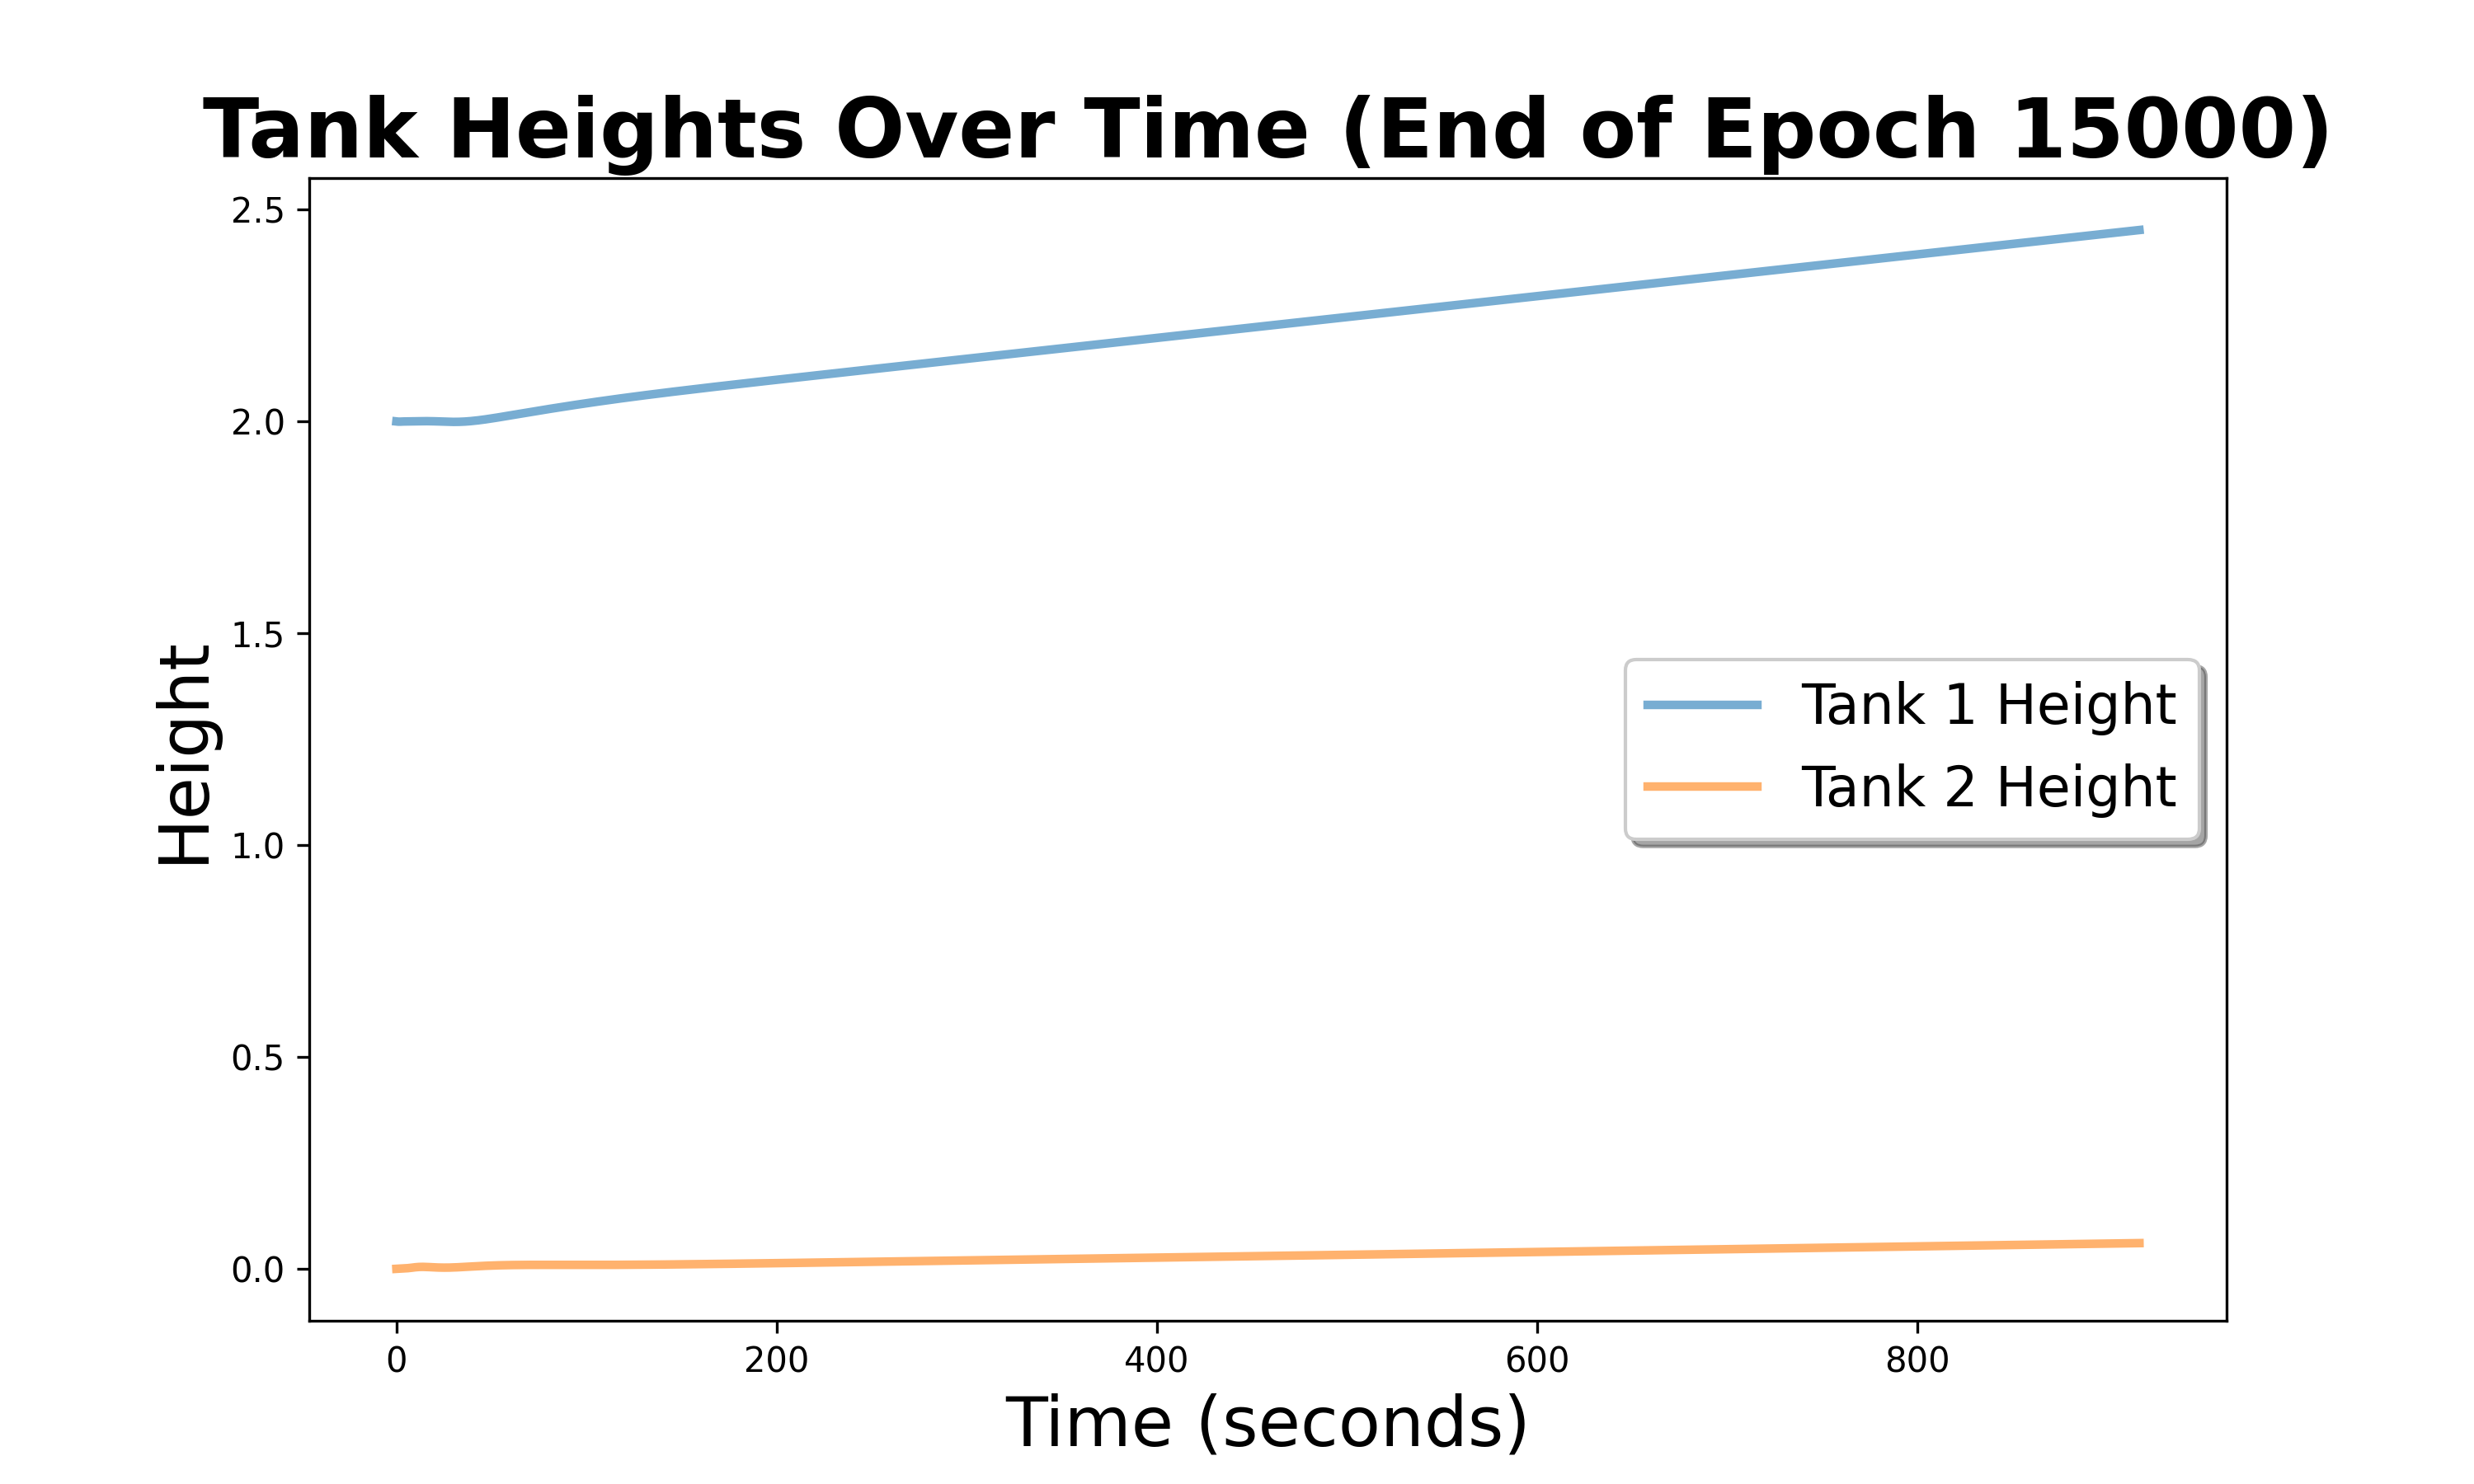 Tank Heights Over Time (End of Epoch 15000)
2.5
2.0
1.5
1.0
0.5
0.0
Height
Tank 1 Height
Tank 2 Height
0 200 400 600 800
Time (seconds)